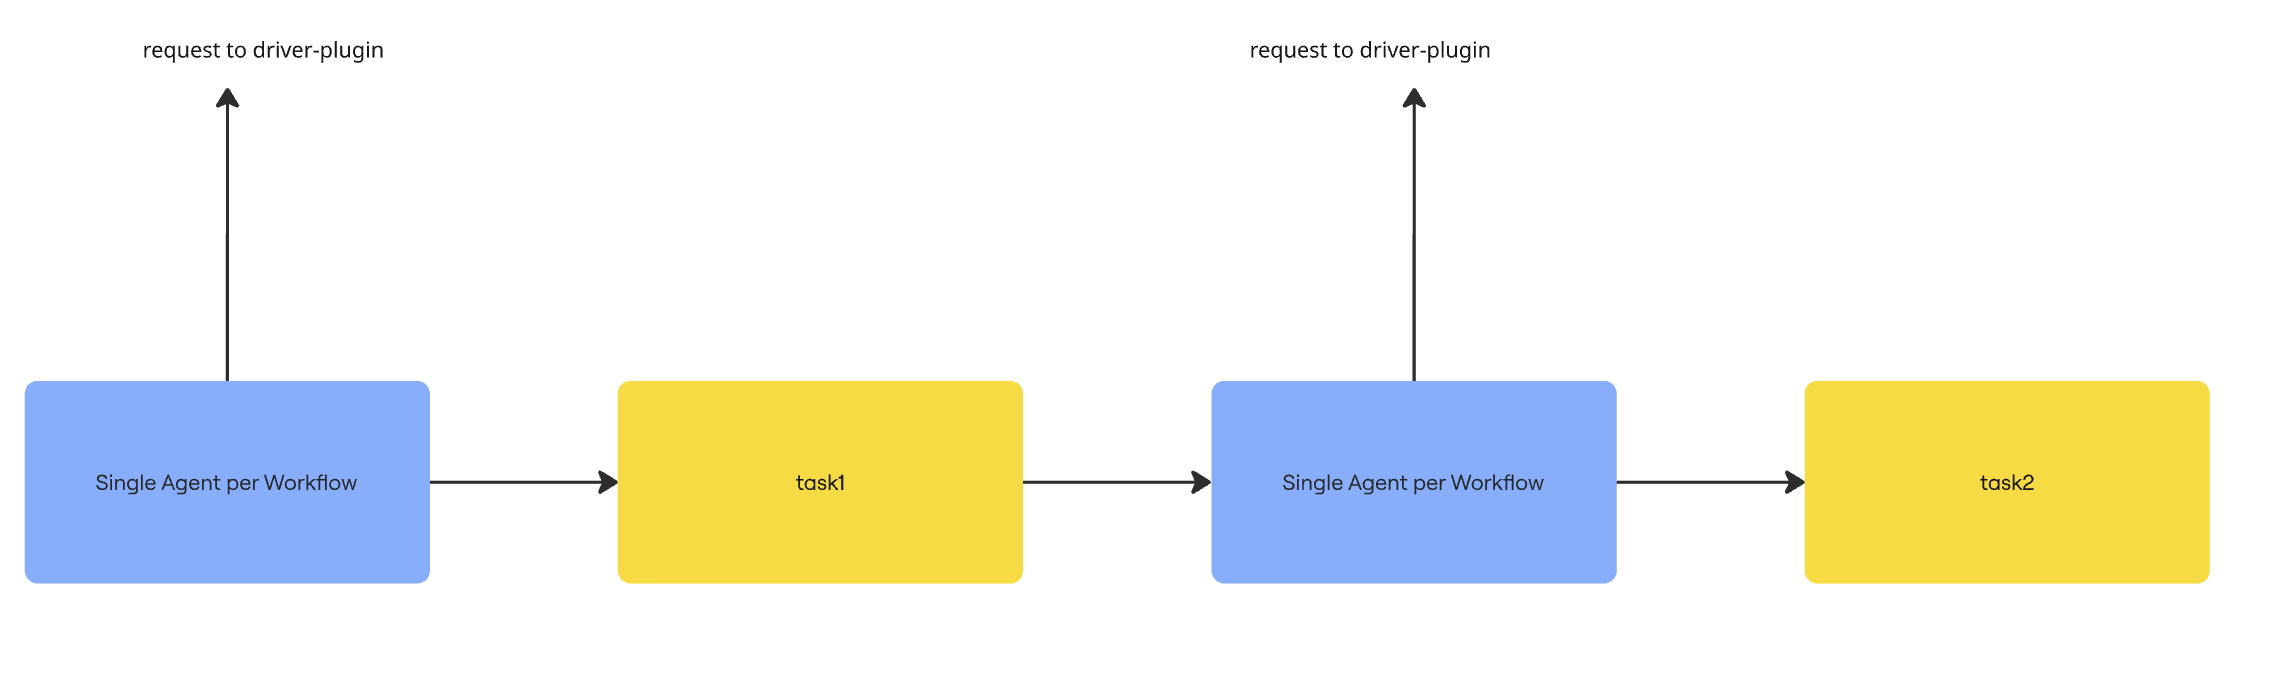 request to driver-plugin
request to driver-plugin
Single Agent per Workflow
task1
Single Agent per Workflow
task2